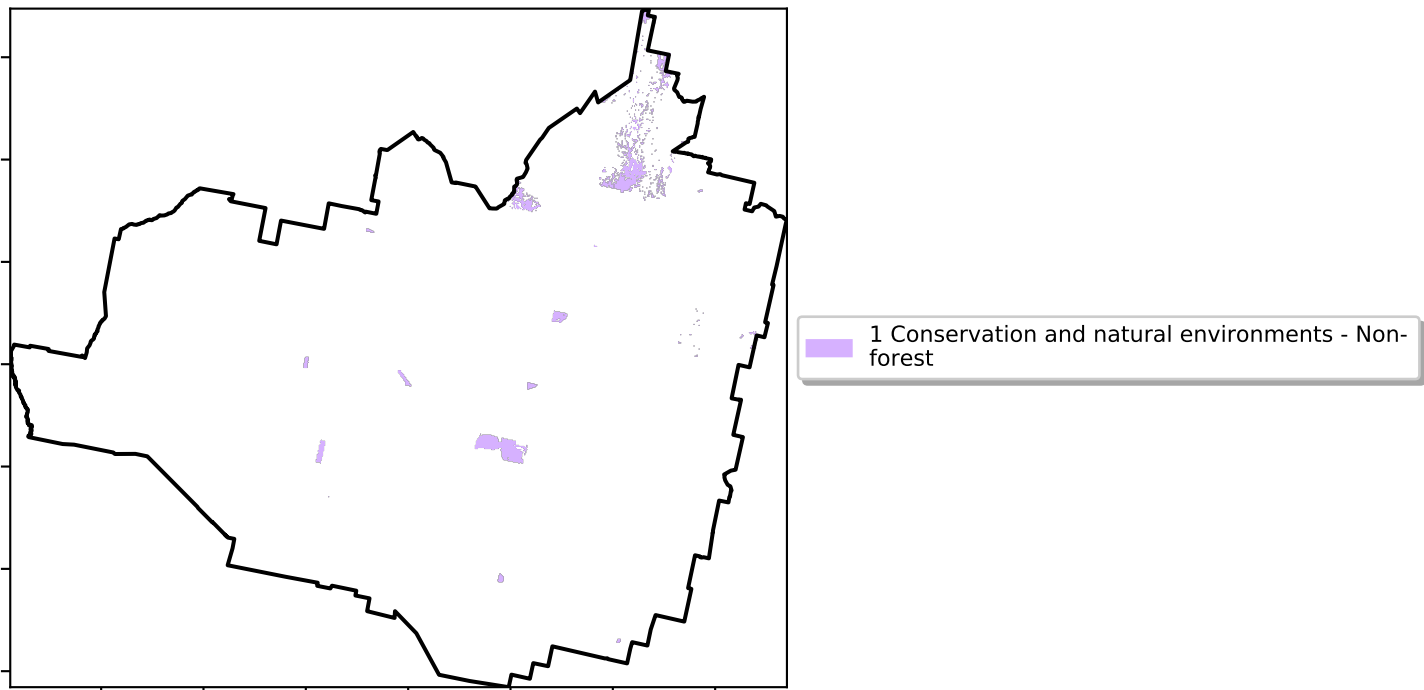 1 Conservation and natural environments - Non-
forest